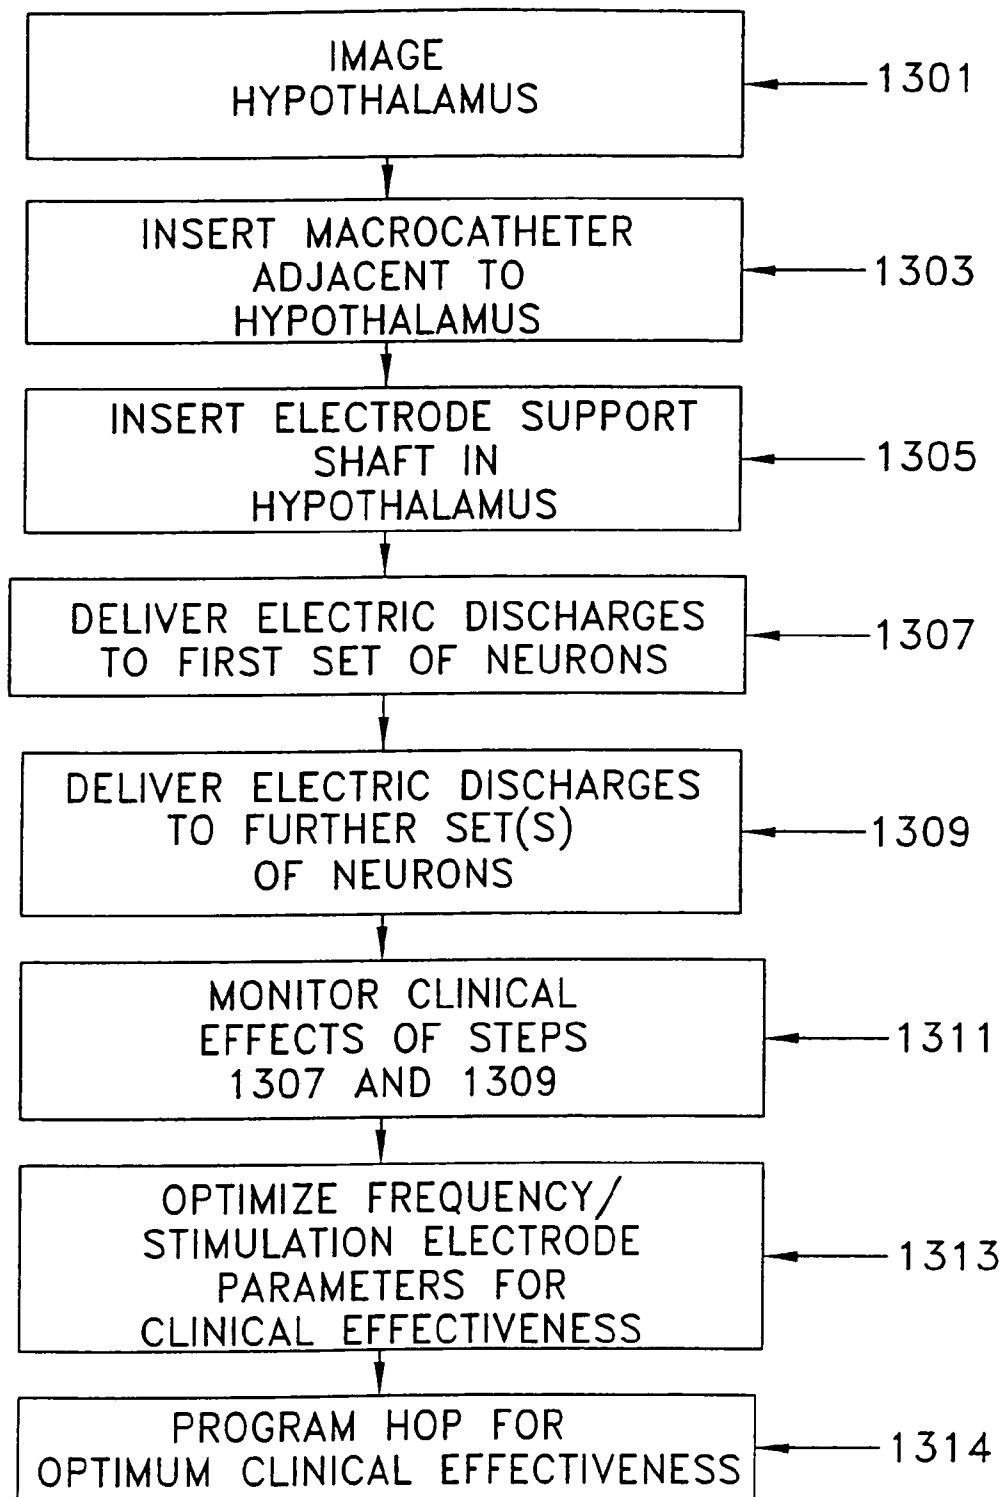 IMAGE
HYPOTHALAMUS
1301
INSERT MACROCATHETER
ADJACENT TO
HYPOTHALAMUS
1303
INSERT ELECTRODE SUPPORT
SHAFT IN
HYPOTHALAMUS
1305
DELIVER ELECTRIC DISCHARGES
TO FIRST SET OF NEURONS
1307
DELIVER ELECTRIC DISCHARGES
TO FURTHER SET(S)
OF NEURONS
1309
MONITOR CLINICAL
EFFECTS OF STEPS
1307 AND 1309
1311
OPTIMIZE FREQUENCY/
STIMULATION ELECTRODE
PARAMETERS FOR
CLINICAL EFFECTIVENESS
1313
PROGRAM HOP FOR
OPTIMUM CLINICAL EFFECTIVENESS
1314